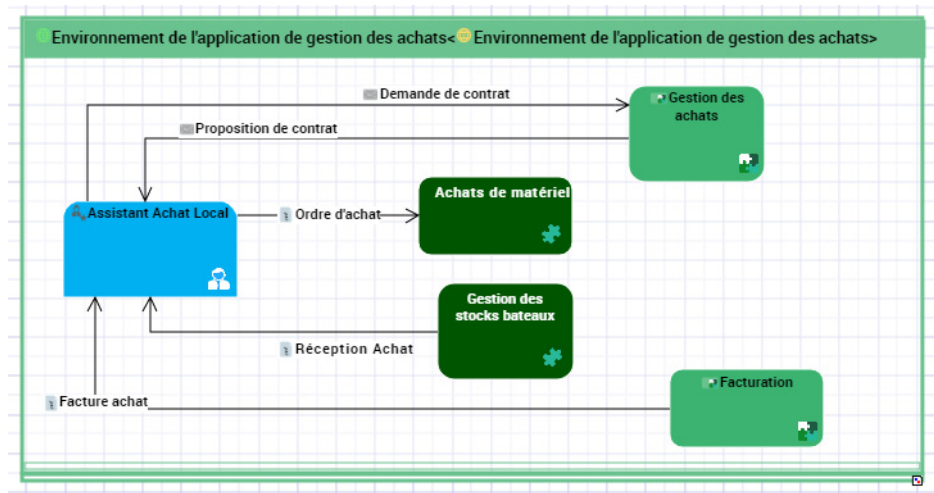 Environnement de l'application de gestion des achats< Environnement de l'application de gestion des achats>
Demande de contrat
Gestion des
achats
Proposition de contrat
Achats de matériel
Assistant Achat Local
Ordre d'achat
Gestion des
stocks bateaux
Réception Achat
Facturation
Facture achat